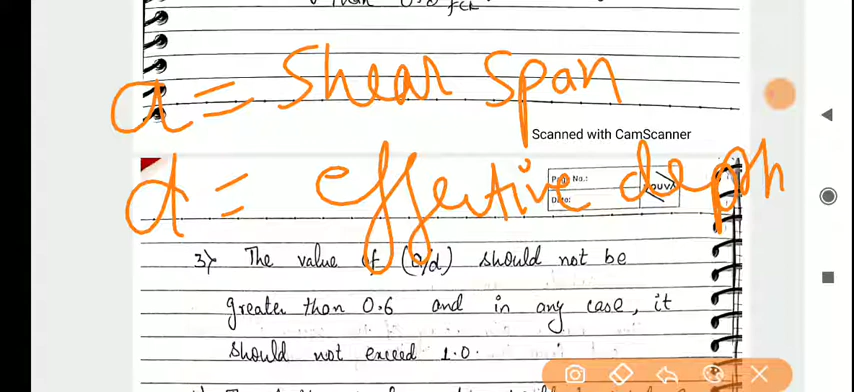 a = Shear span
Scanned with CamScanner
d = effective depth
Page No.:
Date:
3) The value of (a/d) should not be
greater than 0.6 and in any case, it
should not exceed 1.0.